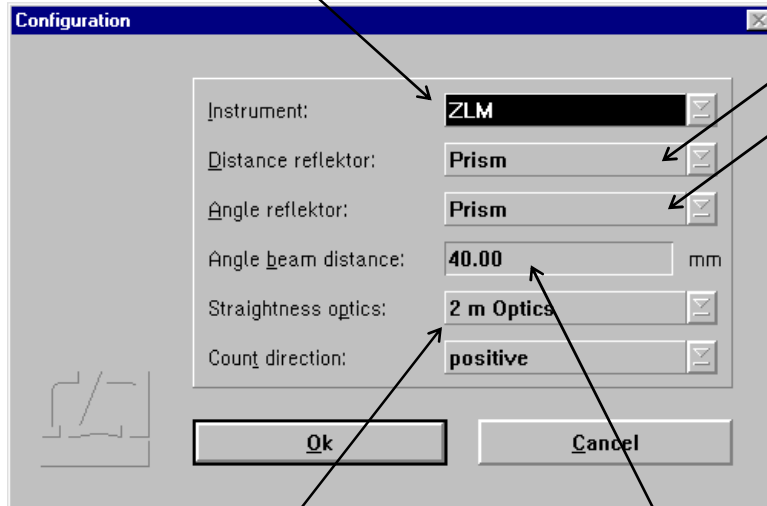 Configuration
Instrument: ZLM
Distance reflektor: Prism
Angle reflektor: Prism
Angle beam distance: 40.00 mm
Straightness optics: 2 m Optics
Count direction: positive
Ok Cancel